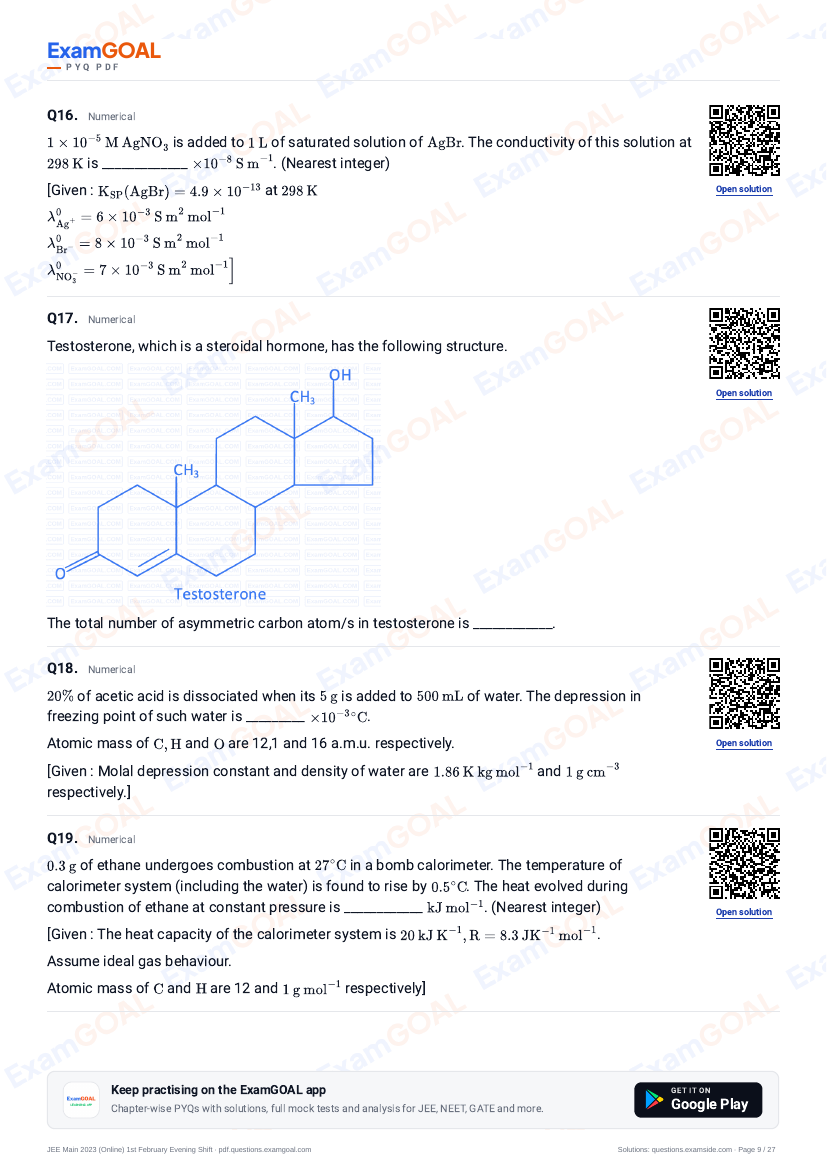 ExamGOAL
PYQ PDF
Q16. Numerical
1 × 10⁻⁵ M AgNO₃ is added to 1 L of saturated solution of AgBr. The conductivity of this solution at
298 K is _____________ ×10⁻⁸ S m⁻¹. (Nearest integer)
[Given : K_SP(AgBr) = 4.9 × 10⁻¹³ at 298 K
λ⁰_Ag⁺ = 6 × 10⁻³ S m² mol⁻¹
λ⁰_Br⁻ = 8 × 10⁻³ S m² mol⁻¹
λ⁰_NO₃⁻ = 7 × 10⁻³ S m² mol⁻¹]
Open solution
Q17. Numerical
Testosterone, which is a steroidal hormone, has the following structure.
OH
CH₃
CH₃
O
Testosterone
The total number of asymmetric carbon atom/s in testosterone is ____________.
Open solution
Q18. Numerical
20% of acetic acid is dissociated when its 5 g is added to 500 mL of water. The depression in
freezing point of such water is _________ ×10⁻³°C.
Atomic mass of C, H and O are 12,1 and 16 a.m.u. respectively.
[Given : Molal depression constant and density of water are 1.86 K kg mol⁻¹ and 1 g cm⁻³
respectively.]
Open solution
Q19. Numerical
0.3 g of ethane undergoes combustion at 27°C in a bomb calorimeter. The temperature of
calorimeter system (including the water) is found to rise by 0.5°C. The heat evolved during
combustion of ethane at constant pressure is ____________ kJ mol⁻¹. (Nearest integer)
[Given : The heat capacity of the calorimeter system is 20 kJ K⁻¹, R = 8.3 JK⁻¹ mol⁻¹.
Assume ideal gas behaviour.
Atomic mass of C and H are 12 and 1 g mol⁻¹ respectively]
Open solution
ExamGOAL
Keep practising on the ExamGOAL app
Chapter-wise PYQs with solutions, full mock tests and analysis for JEE, NEET, GATE and more.
GET IT ON
Google Play
JEE Main 2023 (Online) 1st February Evening Shift · pdf.questions.examgoal.com
Solutions: questions.examside.com · Page 9 / 27